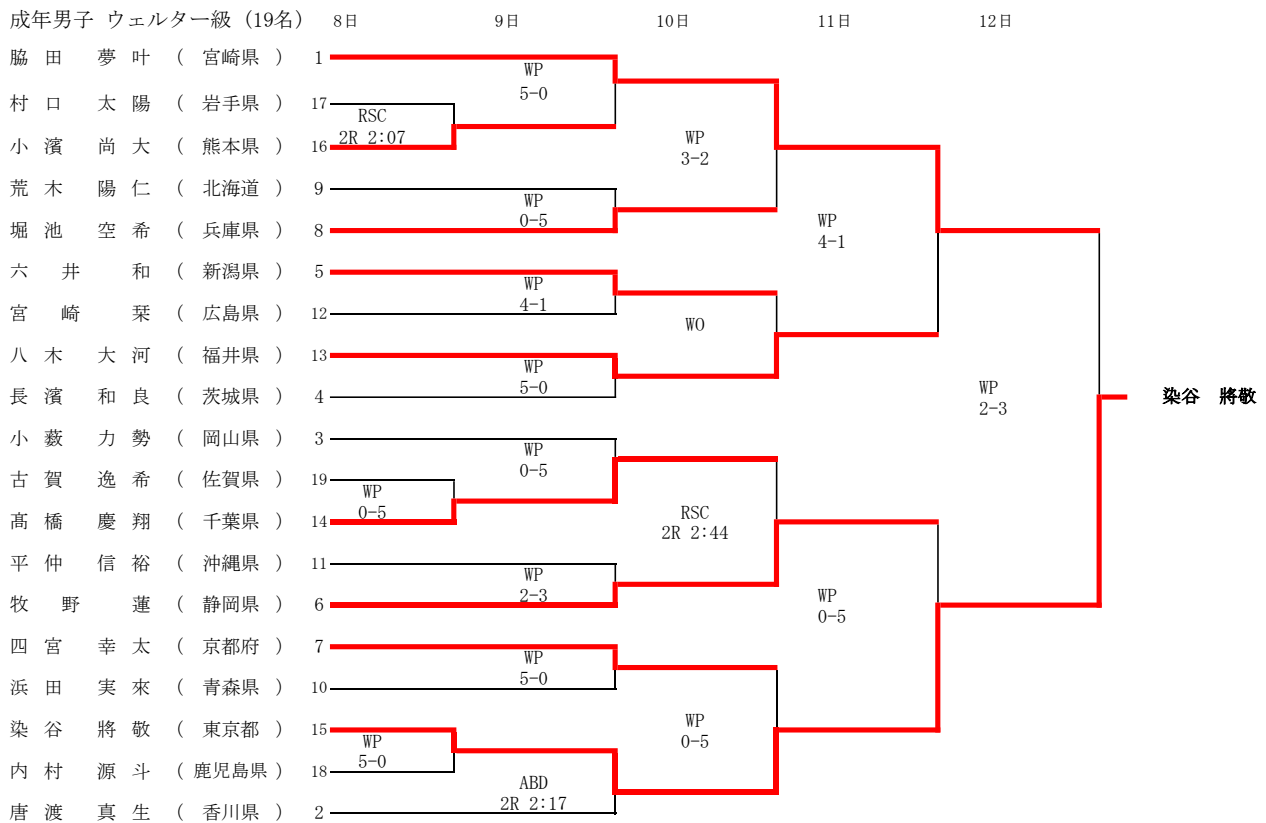 成年男子 ウェルター級 (19名) 8日 9日 10日 11日 12日
脇田 夢叶 ( 宮崎県 ) 1
WP
5-0
村口 太陽 ( 岩手県 ) 17
RSC
2R 2:07
WP
3-2
小濱 尚大 ( 熊本県 ) 16
荒木 陽仁 ( 北海道 ) 9
WP
0-5
WP
4-1
堀池 空希 ( 兵庫県 ) 8
六井 和 ( 新潟県 ) 5
WP
4-1
宮崎 栞 ( 広島県 ) 12
WO
八木 大河 ( 福井県 ) 13
WP
5-0
WP
2-3
長濱 和良 ( 茨城県 ) 4
染谷 將敬
小薮 力勢 ( 岡山県 ) 3
WP
0-5
古賀 逸希 ( 佐賀県 ) 19
WP
0-5
RSC
2R 2:44
髙橋 慶翔 ( 千葉県 ) 14
平仲 信裕 ( 沖縄県 ) 11
WP
2-3
WP
0-5
牧野 蓮 ( 静岡県 ) 6
四宮 幸太 ( 京都府 ) 7
WP
5-0
浜田 実來 ( 青森県 ) 10
WP
0-5
染谷 將敬 ( 東京都 ) 15
WP
5-0
内村 源斗 ( 鹿児島県 ) 18
ABD
2R 2:17
唐渡 真生 ( 香川県 ) 2